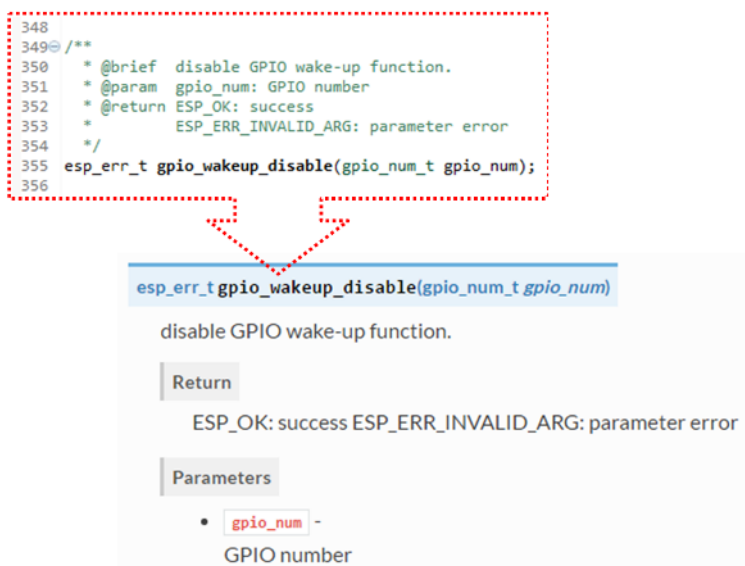 348
349 /**
350 * @brief disable GPIO wake-up function.
351 * @param gpio_num: GPIO number
352 * @return ESP_OK: success
353 * ESP_ERR_INVALID_ARG: parameter error
354 */
355 esp_err_t gpio_wakeup_disable(gpio_num_t gpio_num);
356
esp_err_t gpio_wakeup_disable(gpio_num_t gpio_num)
disable GPIO wake-up function.
Return
ESP_OK: success ESP_ERR_INVALID_ARG: parameter error
Parameters
• gpio_num -
GPIO number